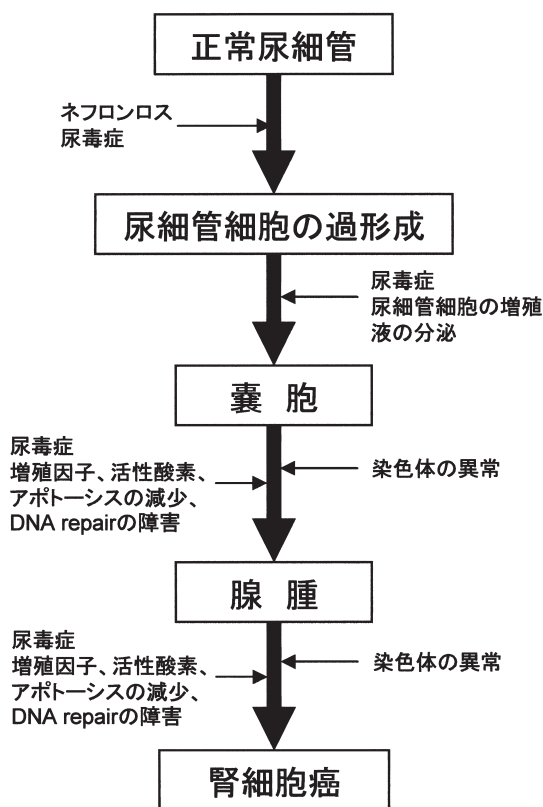 正常尿細管
ネフロンロス
尿毒症
尿細管細胞の過形成
尿毒症
尿細管細胞の増殖
液の分泌
嚢 胞
尿毒症
増殖因子、活性酸素、
アポトーシスの減少、
DNA repairの障害
染色体の異常
腺 腫
尿毒症
増殖因子、活性酸素、
アポトーシスの減少、
DNA repairの障害
染色体の異常
腎細胞癌